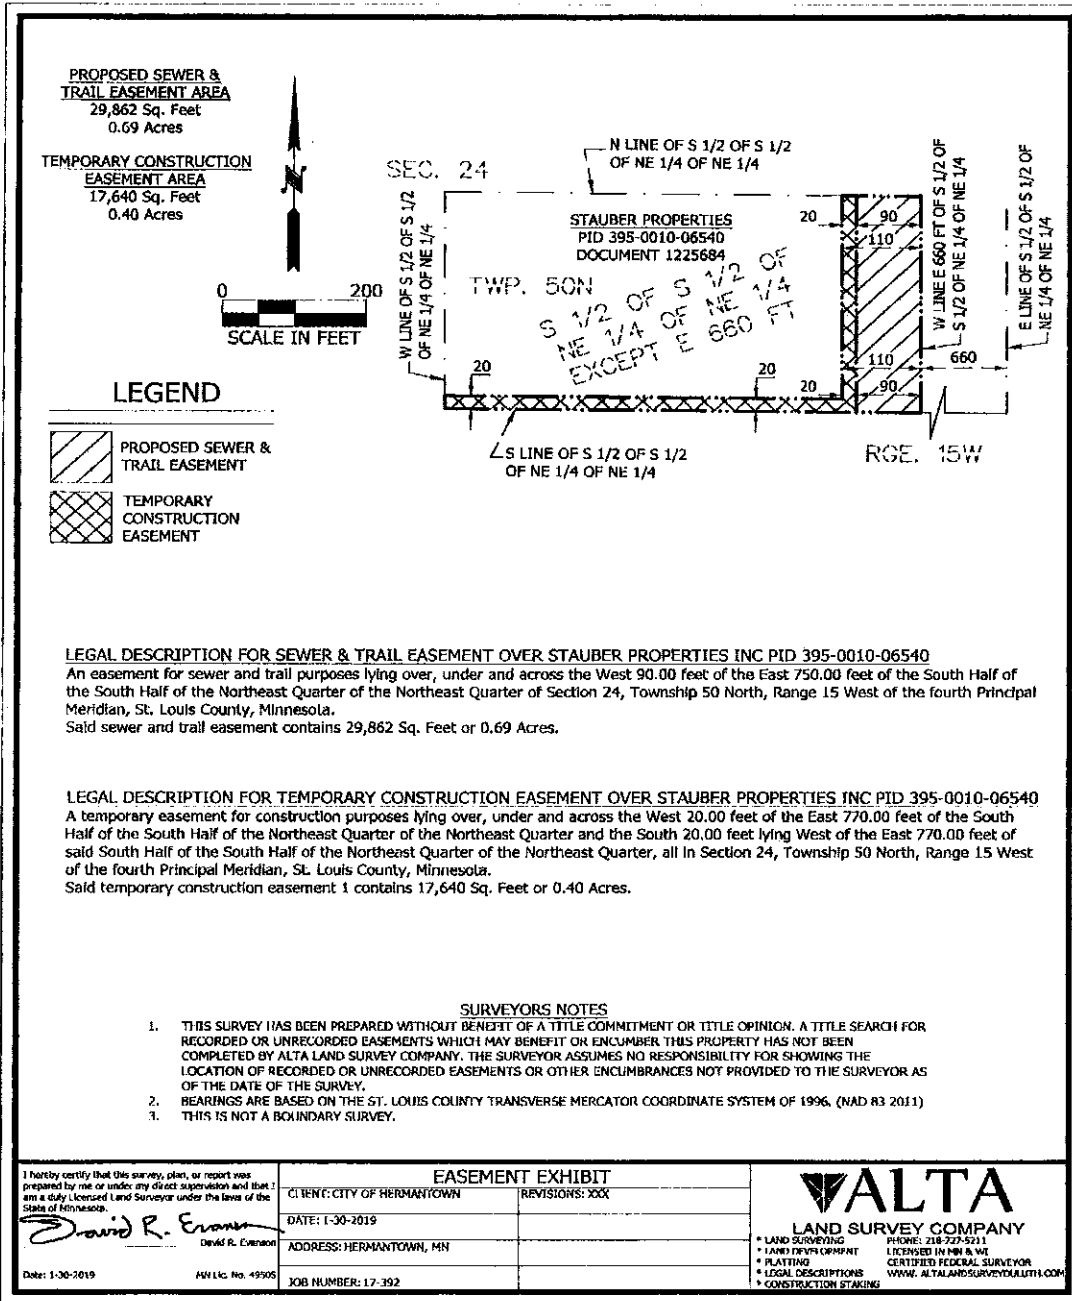 PROPOSED SEWER &
TRAIL EASEMENT AREA
29,862 Sq. Feet
0.69 Acres
TEMPORARY CONSTRUCTION
EASEMENT AREA
17,640 Sq. Feet
0.40 Acres
N
0 200
SCALE IN FEET
LEGEND
PROPOSED SEWER &
TRAIL EASEMENT
TEMPORARY
CONSTRUCTION
EASEMENT
SEC. 24
N LINE OF S 1/2 OF S 1/2
OF NE 1/4 OF NE 1/4
W LINE OF S 1/2 OF S 1/2
OF NE 1/4 OF NE 1/4
STAUBER PROPERTIES
PID 395-0010-06540
DOCUMENT 1225684
TWP. 50N
S 1/2 OF S 1/2 OF
NE 1/4 OF NE 1/4
EXCEPT E 660 FT
20 90
110
110 660
20 20 20 90
W LINE E 660 FT OF S 1/2 OF
S 1/2 OF NE 1/4 OF NE 1/4
E LINE OF S 1/2 OF S 1/2 OF
NE 1/4 OF NE 1/4
S LINE OF S 1/2 OF S 1/2
OF NE 1/4 OF NE 1/4
RGE. 15W
LEGAL DESCRIPTION FOR SEWER & TRAIL EASEMENT OVER STAUBER PROPERTIES INC PID 395-0010-06540
An easement for sewer and trail purposes lying over, under and across the West 90.00 feet of the East 750.00 feet of the South Half of
the South Half of the Northeast Quarter of the Northeast Quarter of Section 24, Township 50 North, Range 15 West of the fourth Principal
Meridian, St. Louis County, Minnesota.
Said sewer and trail easement contains 29,862 Sq. Feet or 0.69 Acres.
LEGAL DESCRIPTION FOR TEMPORARY CONSTRUCTION EASEMENT OVER STAUBER PROPERTIES INC PID 395-0010-06540
A temporary easement for construction purposes lying over, under and across the West 20.00 feet of the East 770.00 feet of the South
Half of the South Half of the Northeast Quarter of the Northeast Quarter and the South 20.00 feet lying West of the East 770.00 feet of
said South Half of the South Half of the Northeast Quarter of the Northeast Quarter, all in Section 24, Township 50 North, Range 15 West
of the fourth Principal Meridian, St. Louis County, Minnesota.
Said temporary construction easement 1 contains 17,640 Sq. Feet or 0.40 Acres.
SURVEYORS NOTES
1. THIS SURVEY HAS BEEN PREPARED WITHOUT BENEFIT OF A TITLE COMMITMENT OR TITLE OPINION. A TITLE SEARCH FOR
RECORDED OR UNRECORDED EASEMENTS WHICH MAY BENEFIT OR ENCUMBER THIS PROPERTY HAS NOT BEEN
COMPLETED BY ALTA LAND SURVEY COMPANY. THE SURVEYOR ASSUMES NO RESPONSIBILITY FOR SHOWING THE
LOCATION OF RECORDED OR UNRECORDED EASEMENTS OR OTHER ENCUMBRANCES NOT PROVIDED TO THE SURVEYOR AS
OF THE DATE OF THE SURVEY.
2. BEARINGS ARE BASED ON THE ST. LOUIS COUNTY TRANSVERSE MERCATOR COORDINATE SYSTEM OF 1996. (NAD 83 2011)
3. THIS IS NOT A BOUNDARY SURVEY.
I hereby certify that this survey, plan, or report was
prepared by me or under my direct supervision and that I
am a duly Licensed Land Surveyor under the laws of the
State of Minnesota.
David R. Evanson
David R. Evanson
Date: 1-30-2019 MN Lic. No. 49505
EASEMENT EXHIBIT
CLIENT: CITY OF HERMANTOWN REVISIONS: XXX
DATE: 1-30-2019
ADDRESS: HERMANTOWN, MN
JOB NUMBER: 17-392
ALTA
LAND SURVEY COMPANY
* LAND SURVEYING PHONE: 218-727-5211
* LAND DEVELOPMENT LICENSED IN MN & WI
* PLATTING CERTIFIED FEDERAL SURVEYOR
* LEGAL DESCRIPTIONS WWW. ALTALANDSURVEYDULUTH.COM
* CONSTRUCTION STAKING